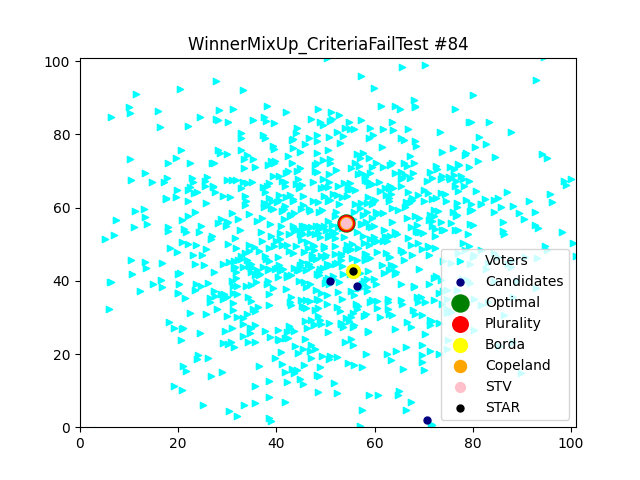 WinnerMixUp_CriteriaFailTest #84
100
80
60
40
20
0
0
20
40
60
80
100
Voters
Candidates
Optimal
Plurality
Borda
Copeland
STV
STAR